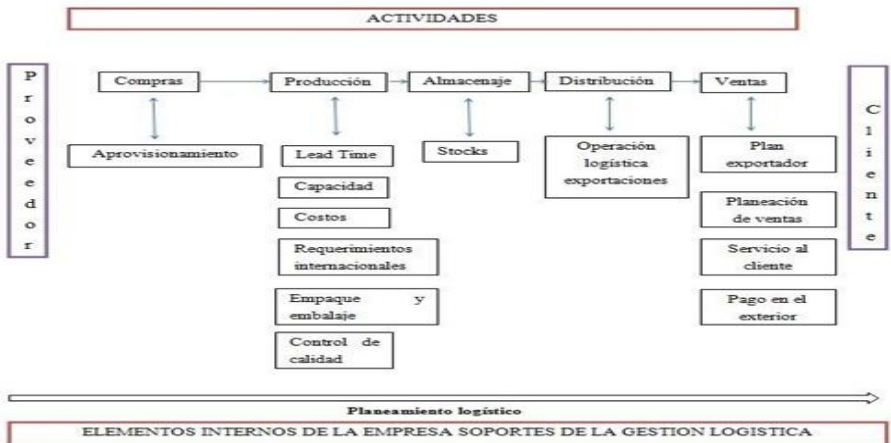 ACTIVIDADES
Proveedor
Compras
Producción
Almacenaje
Distribución
Ventas
Cliente
Aprovisionamiento
Lead Time
Capacidad
Costos
Requerimientos
internacionales
Empaque y
embalaje
Control de
calidad
Stocks
Operación
logística
exportaciones
Plan
exportador
Planeación
de ventas
Servicio al
cliente
Pago en el
exterior
Planeamiento logístico
ELEMENTOS INTERNOS DE LA EMPRESA SOPORTES DE LA GESTION LOGISTICA